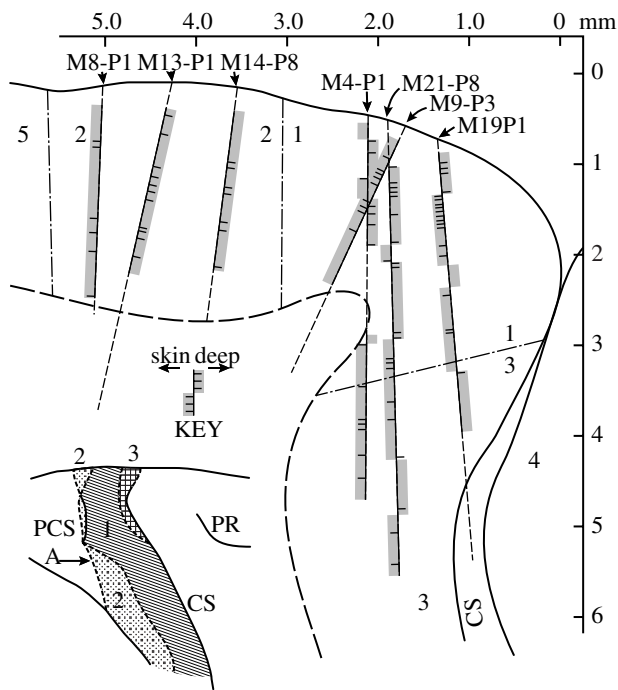 5.0 4.0 3.0 2.0 1.0 0 mm
M8-P1 M13-P1 M14-P8
M4-P1
M21-P8
M9-P3
M19P1
0
5 2 2 1
1
2
1
3
3
skin deep
KEY
4
4
2 3
PCS 1 PR
5
A
2 CS
3 CS
6